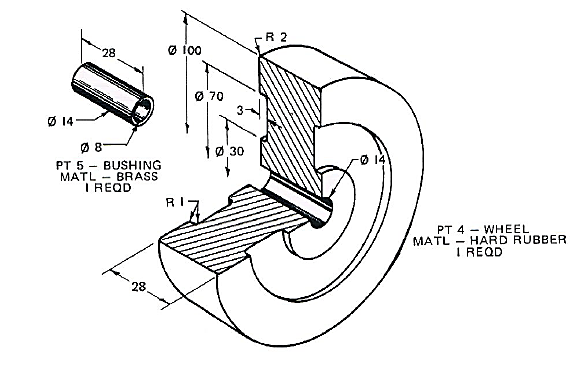 R 2
Ø 100
28
Ø 70
3
Ø 14
Ø 30
Ø 8
Ø 14
PT 5 – BUSHING
MATL – BRASS
1 REQD
R 1
PT 4 – WHEEL
MATL – HARD RUBBER
1 REQD
28